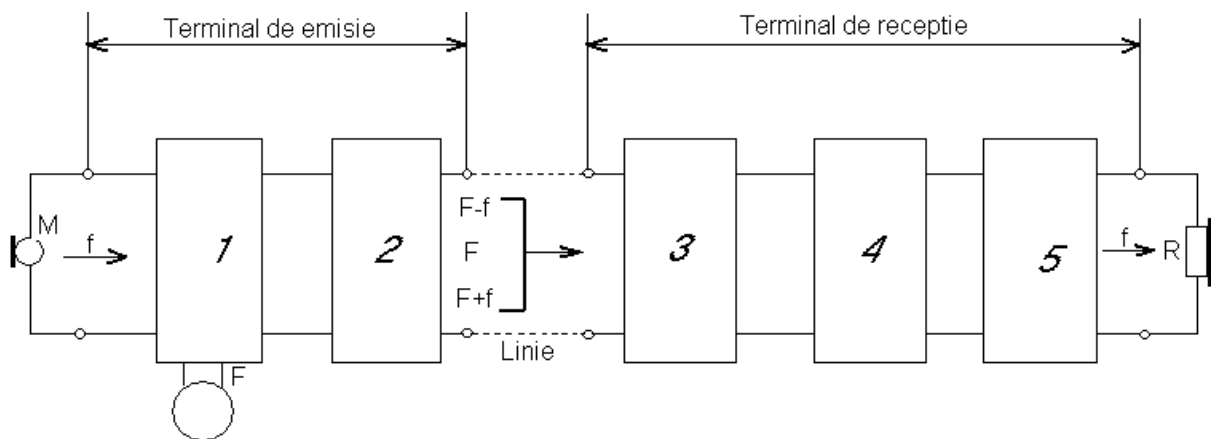 Terminal de emisie
Terminal de receptie
M
f
1
2
F-f
F
F+f
3
4
5
f
R
Linie
F